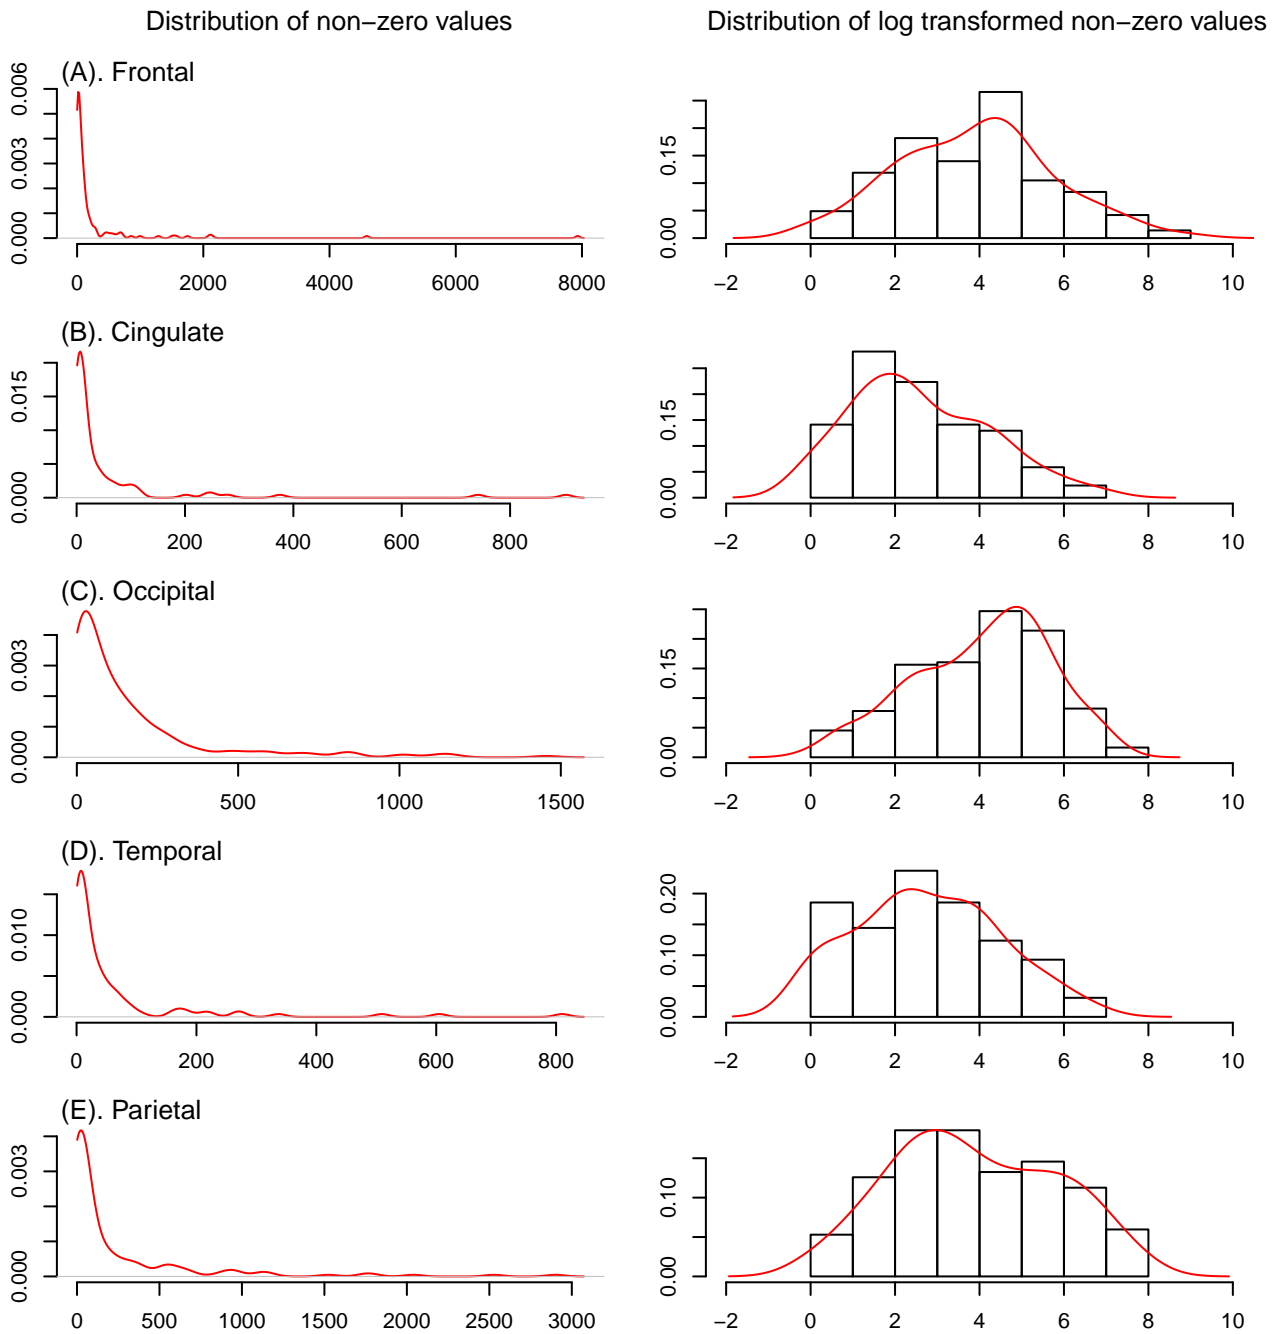 Distribution of non−zero values
Distribution of log transformed non−zero values
(A). Frontal
0.000 0.003 0.006
0 2000 4000 6000 8000
0.00 0.15
−2 0 2 4 6 8 10
(B). Cingulate
0.000 0.015
0 200 400 600 800
0.00 0.15
−2 0 2 4 6 8 10
(C). Occipital
0.000 0.003
0 500 1000 1500
0.00 0.15
−2 0 2 4 6 8 10
(D). Temporal
0.000 0.010
0 200 400 600 800
0.00 0.10 0.20
−2 0 2 4 6 8 10
(E). Parietal
0.000 0.003
0 500 1000 1500 2000 2500 3000
0.00 0.10
−2 0 2 4 6 8 10